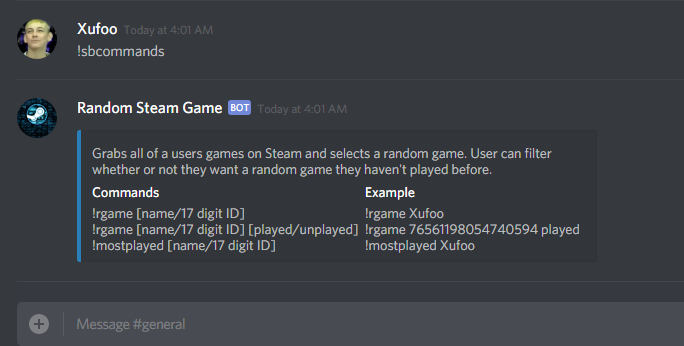 Xufoo Today at 4:01 AM
!sbcommands
Random Steam Game BOT Today at 4:01 AM
Grabs all of a users games on Steam and selects a random game. User can filter
whether or not they want a random game they haven't played before.
Commands Example
!rgame [name/17 digit ID] !rgame Xufoo
!rgame [name/17 digit ID] [played/unplayed] !rgame 76561198054740594 played
!mostplayed [name/17 digit ID] !mostplayed Xufoo
Message #general